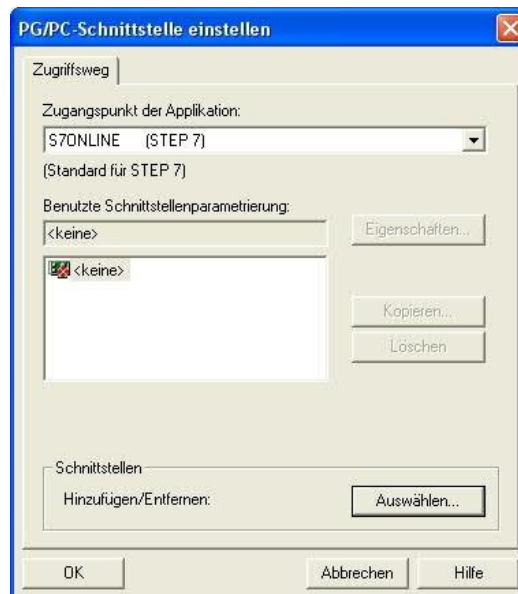 PG/PC-Schnittstelle einstellen
Zugriffsweg
Zugangspunkt der Applikation:
S7ONLINE (STEP 7)
(Standard für STEP 7)
Benutzte Schnittstellenparametrierung:
<keine>
Eigenschaften...
<keine>
Kopieren...
Löschen
Schnittstellen
Hinzufügen/Entfernen:
Auswählen...
OK
Abbrechen
Hilfe